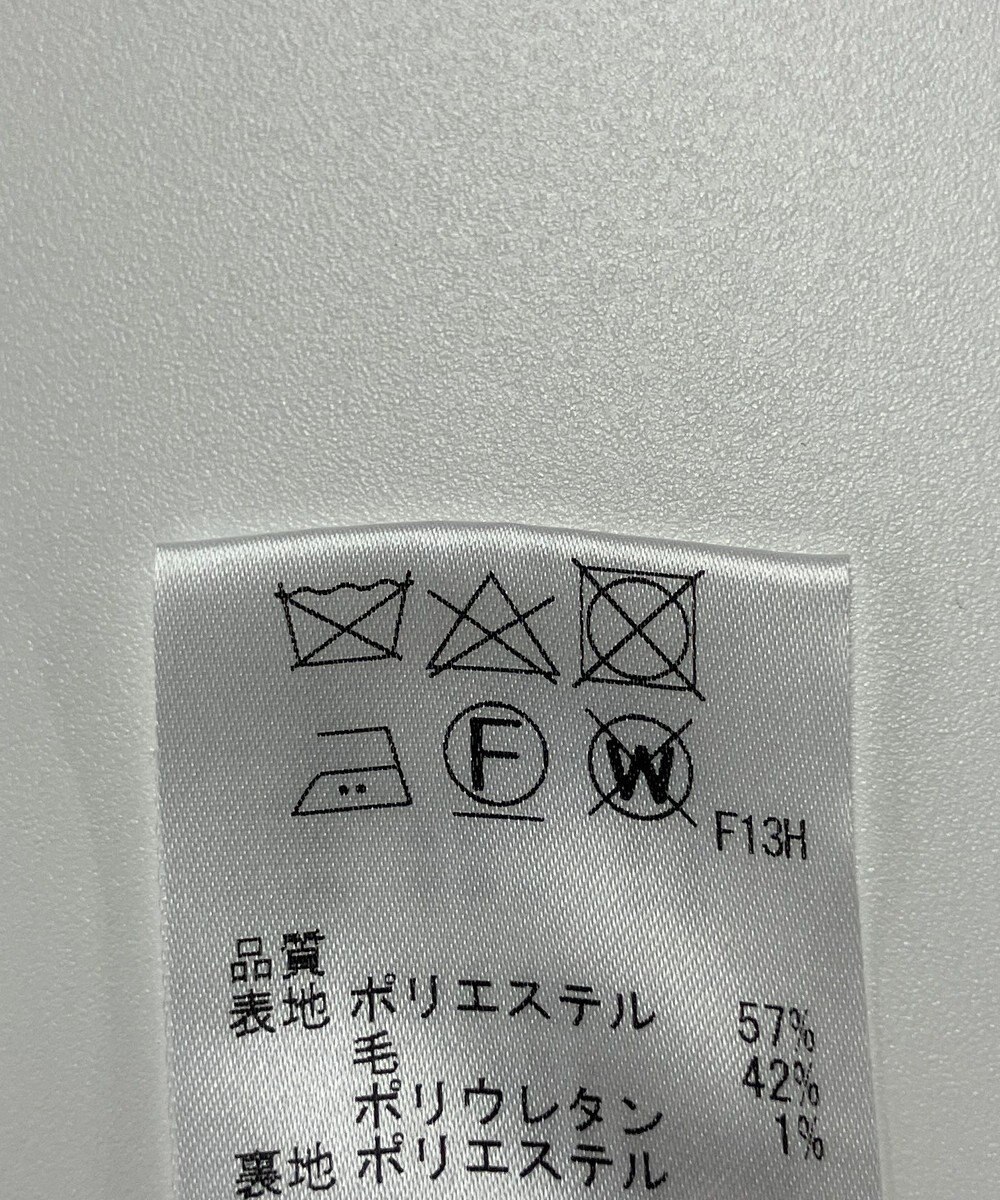 F W F13H
品質
表地 ポリエステル 57%
毛 42%
ポリウレタン 1%
裏地 ポリエステル